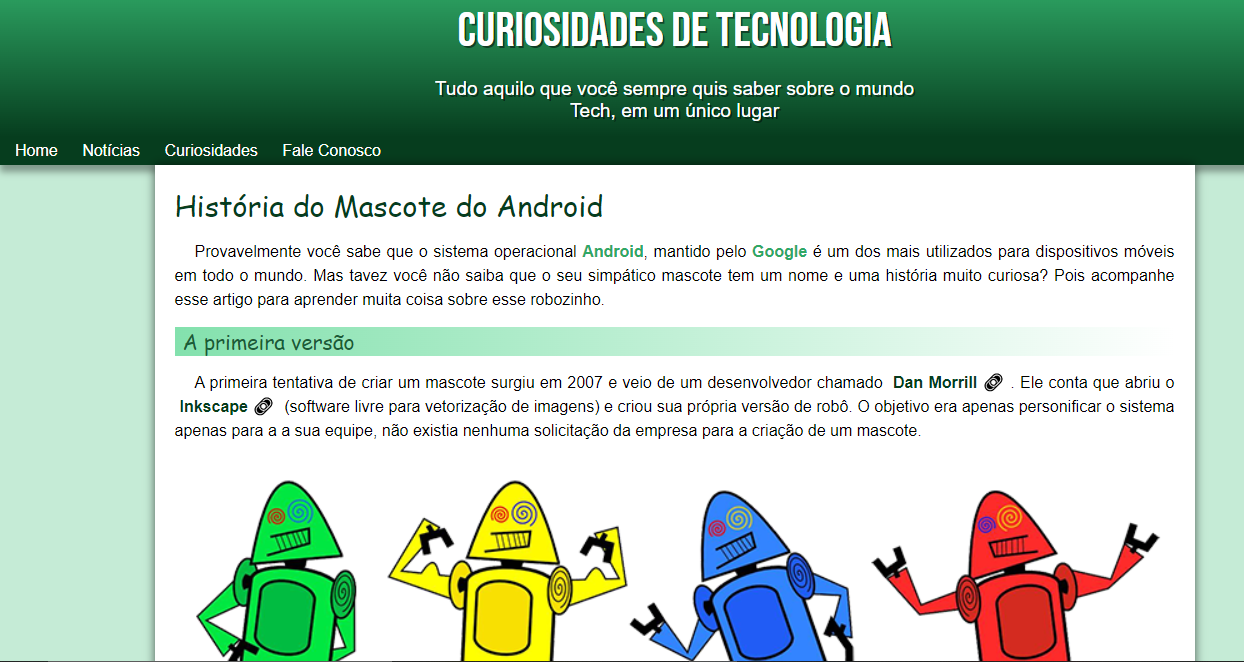 CURIOSIDADES DE TECNOLOGIA
Tudo aquilo que você sempre quis saber sobre o mundo
Tech, em um único lugar
Home Notícias Curiosidades Fale Conosco
História do Mascote do Android
Provavelmente você sabe que o sistema operacional Android, mantido pelo Google é um dos mais utilizados para dispositivos móveis
em todo o mundo. Mas tavez você não saiba que o seu simpático mascote tem um nome e uma história muito curiosa? Pois acompanhe
esse artigo para aprender muita coisa sobre esse robozinho.
A primeira versão
A primeira tentativa de criar um mascote surgiu em 2007 e veio de um desenvolvedor chamado Dan Morrill . Ele conta que abriu o
Inkscape (software livre para vetorização de imagens) e criou sua própria versão de robô. O objetivo era apenas personificar o sistema
apenas para a a sua equipe, não existia nenhuma solicitação da empresa para a criação de um mascote.